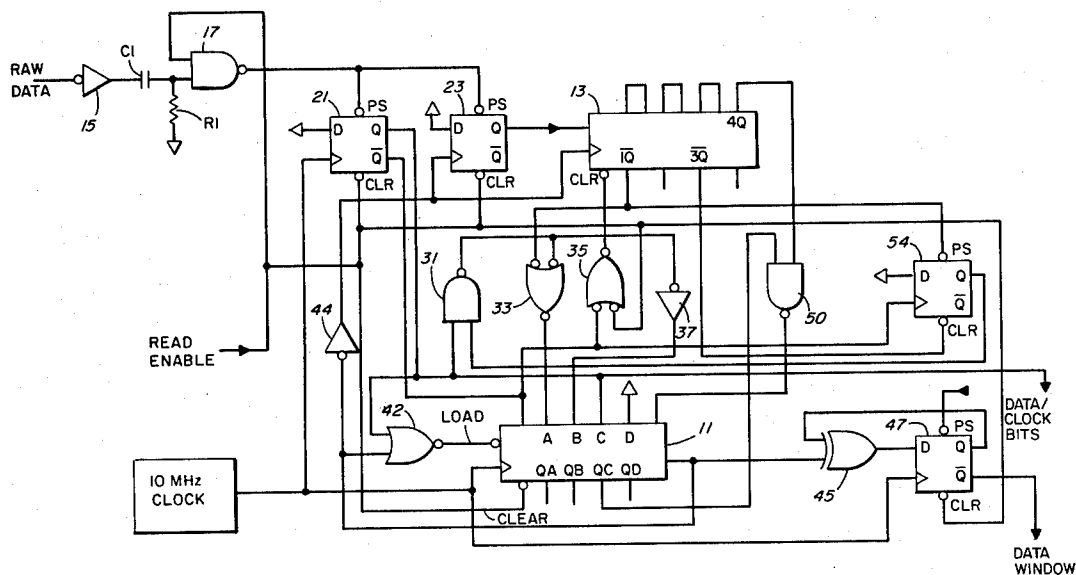 RAW DATA
15
C1
R1
17
21
PS
D
Q
Q
CLR
23
PS
D
Q
Q
CLR
13
4Q
1Q
3Q
CLR
31
33
35
37
50
54
PS
D
Q
Q
CLR
44
READ ENABLE
42
LOAD
A B C D
11
QA QB QC QD
10 MHz CLOCK
CLEAR
45
47
PS
D
Q
Q
CLR
DATA/ CLOCK BITS
DATA WINDOW